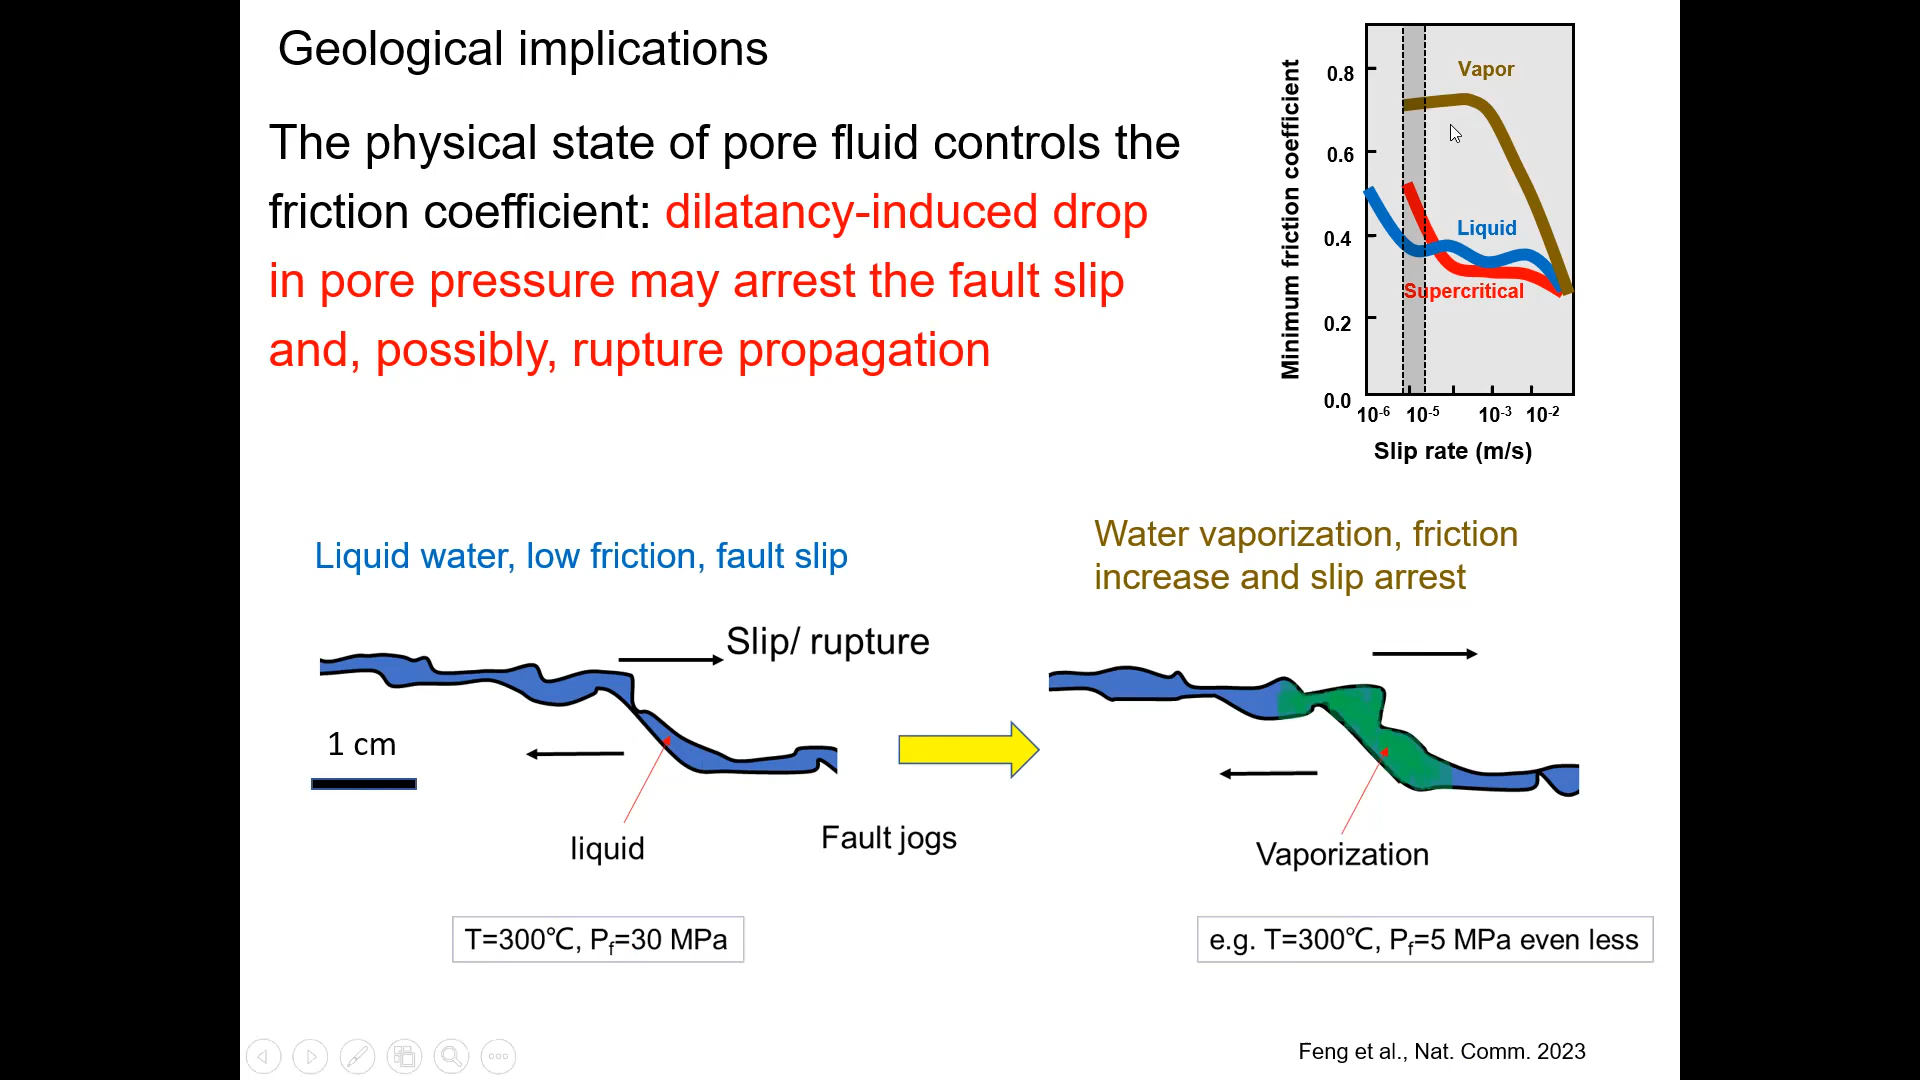 Geological implications
The physical state of pore fluid controls the
friction coefficient: dilatancy-induced drop
in pore pressure may arrest the fault slip
and, possibly, rupture propagation
Minimum friction coefficient
0.8
0.6
0.4
0.2
0.0
Vapor
Liquid
Supercritical
10-6 10-5 10-3 10-2
Slip rate (m/s)
Liquid water, low friction, fault slip
Water vaporization, friction
increase and slip arrest
Slip/ rupture
1 cm
liquid
Fault jogs
Vaporization
T=300℃, Pf=30 MPa
e.g. T=300℃, Pf=5 MPa even less
Feng et al., Nat. Comm. 2023